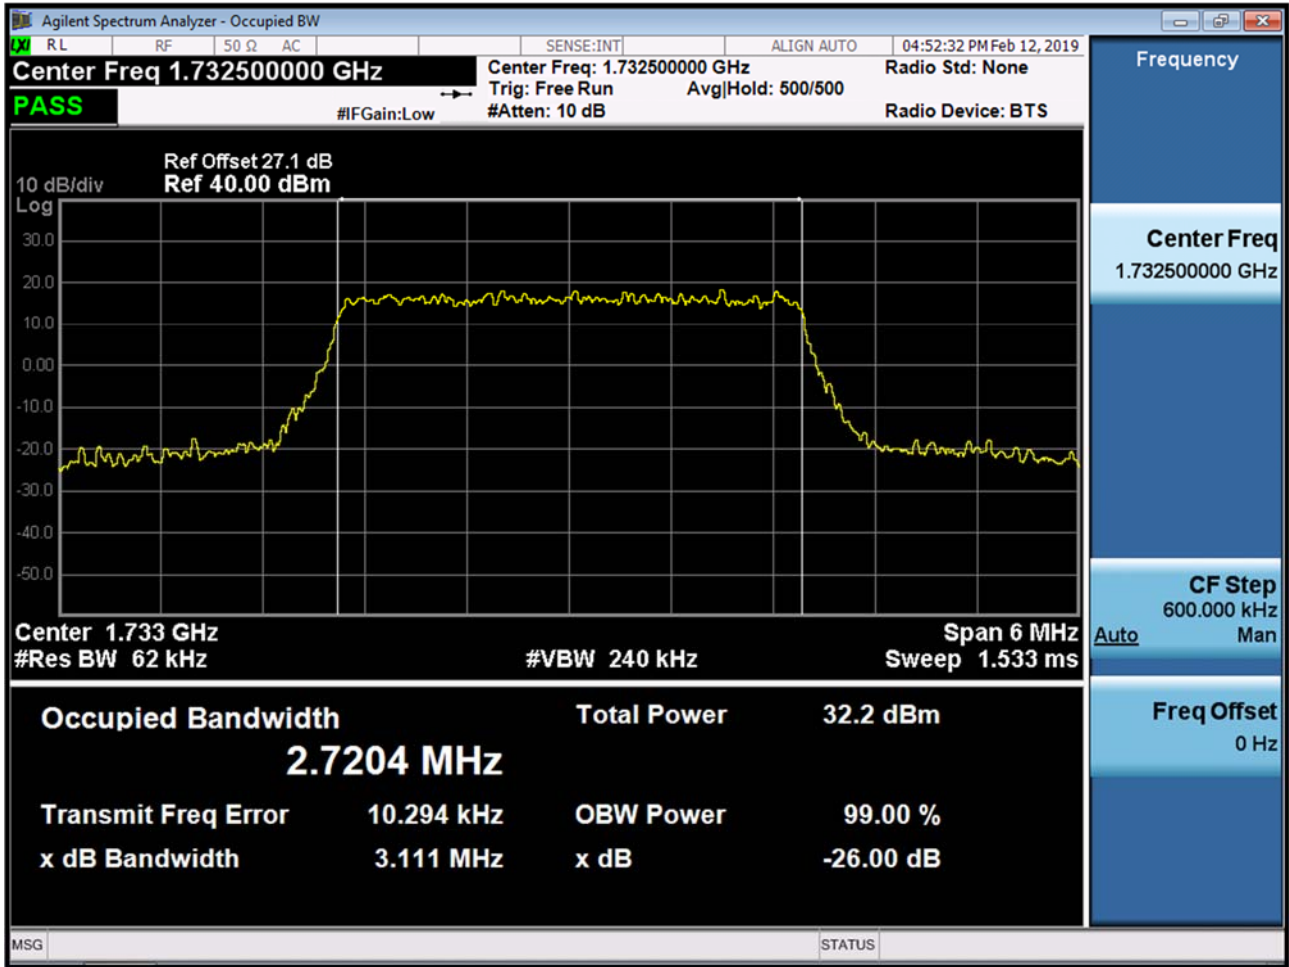 Agilent Spectrum Analyzer - Occupied BW
LXI RL RF 50 Ω AC SENSE:INT ALIGN AUTO 04:52:32 PM Feb 12, 2019
Center Freq 1.732500000 GHz
Center Freq: 1.732500000 GHz Radio Std: None
PASS
Trig: Free Run Avg|Hold: 500/500
#IFGain:Low #Atten: 10 dB Radio Device: BTS
Ref Offset 27.1 dB
10 dB/div Ref 40.00 dBm
Log
30.0
20.0
10.0
0.00
-10.0
-20.0
-30.0
-40.0
-50.0
Center 1.733 GHz Span 6 MHz
#Res BW 62 kHz #VBW 240 kHz Sweep 1.533 ms
Occupied Bandwidth Total Power 32.2 dBm
2.7204 MHz
Transmit Freq Error 10.294 kHz OBW Power 99.00 %
x dB Bandwidth 3.111 MHz x dB -26.00 dB
MSG STATUS
Frequency
Center Freq
1.732500000 GHz
CF Step
600.000 kHz
Auto Man
Freq Offset
0 Hz